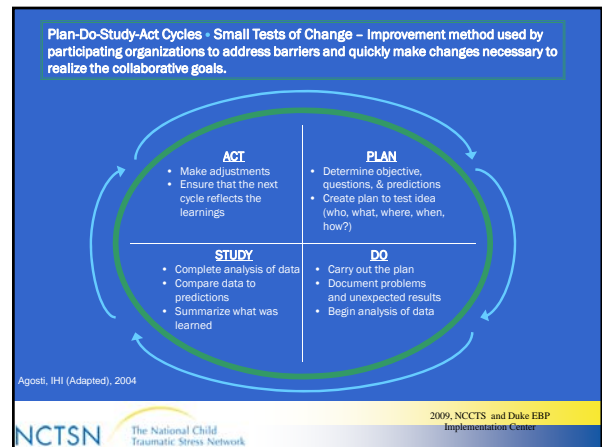 Plan-Do-Study-Act Cycles • Small Tests of Change – Improvement method used by
participating organizations to address barriers and quickly make changes necessary to
realize the collaborative goals.
ACT
• Make adjustments
• Ensure that the next
cycle reflects the
learnings
PLAN
• Determine objective,
questions, & predictions
• Create plan to test idea
(who, what, where, when,
how?)
STUDY
• Complete analysis of data
• Compare data to
predictions
• Summarize what was
learned
DO
• Carry out the plan
• Document problems
and unexpected results
• Begin analysis of data
Agosti, IHI (Adapted), 2004
NCTSN
The National Child
Traumatic Stress Network
2009, NCCTS and Duke EBP
Implementation Center